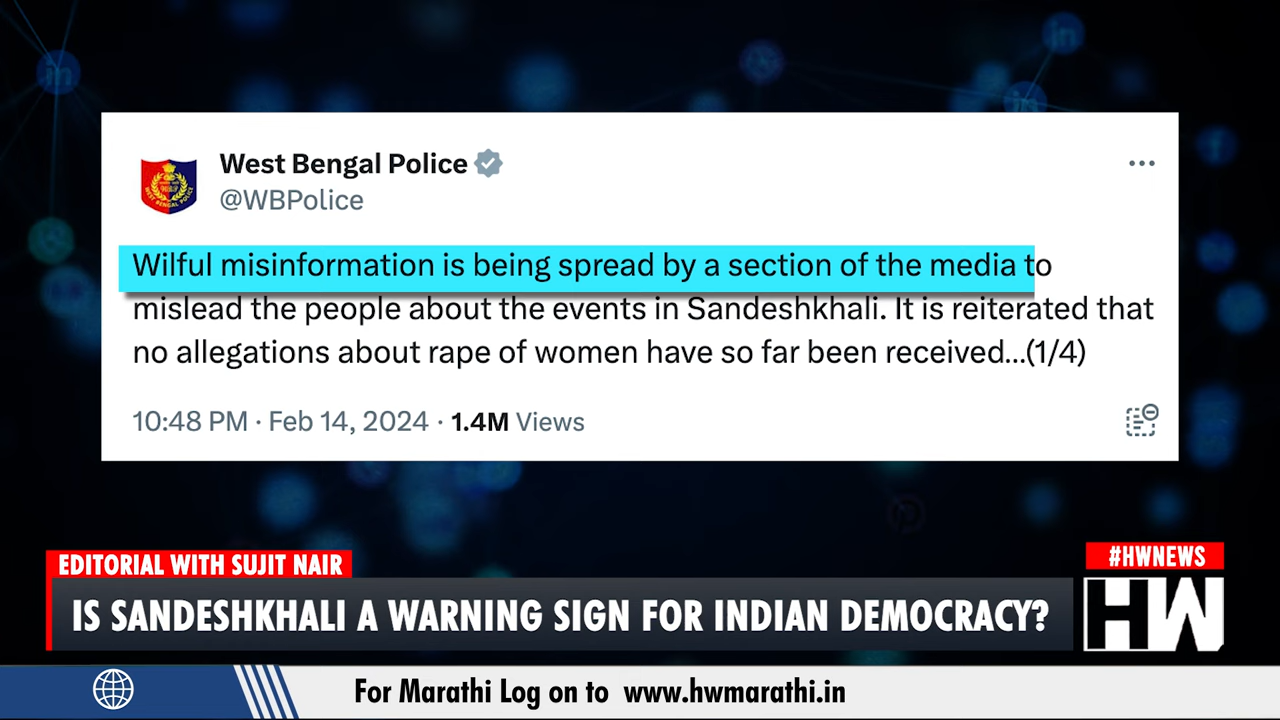 West Bengal Police
@WBPolice
Wilful misinformation is being spread by a section of the media to
mislead the people about the events in Sandeshkhali. It is reiterated that
no allegations about rape of women have so far been received...(1/4)
10:48 PM · Feb 14, 2024 · 1.4M Views
EDITORIAL WITH SUJIT NAIR
IS SANDESHKHALI A WARNING SIGN FOR INDIAN DEMOCRACY?
#HWNEWS
HW
For Marathi Log on to www.hwmarathi.in